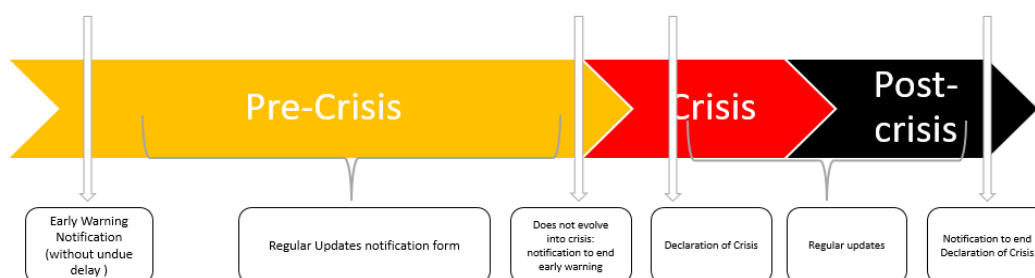 Pre-Crisis
Crisis
Post-
crisis
Early Warning
Notification
(without undue
delay )
Regular Updates notification form
Does not evolve
into crisis:
notification to end
early warning
Declaration of Crisis
Regular updates
Notification to end
Declaration of Crisis